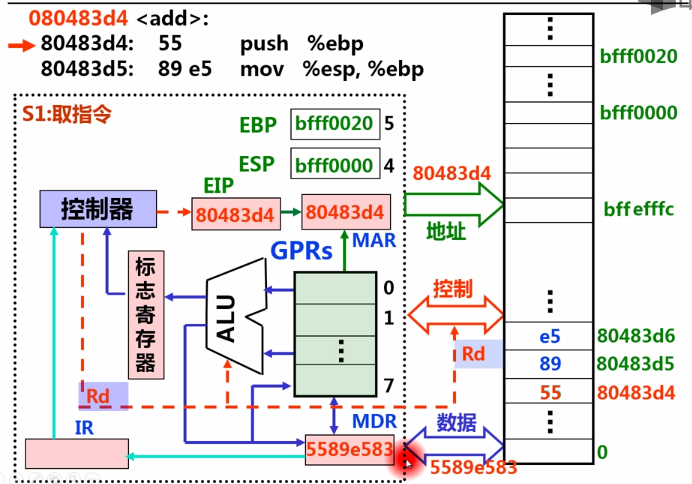 080483d4 <add>:
80483d4: 55 push %ebp
80483d5: 89 e5 mov %esp, %ebp
S1:取指令
EBP bfff0020 5
ESP bfff0000 4
EIP
控制器
80483d4
80483d4
MAR
80483d4
地址
GPRs
标志寄存器
ALU
0
1
⋮
7
控制
Rd
Rd
IR
MDR
5589e583
数据
5589e583
⋮
bfff0020
⋮
bfff0000
bffefffc
⋮
e5 80483d6
89 80483d5
55 80483d4
⋮
0